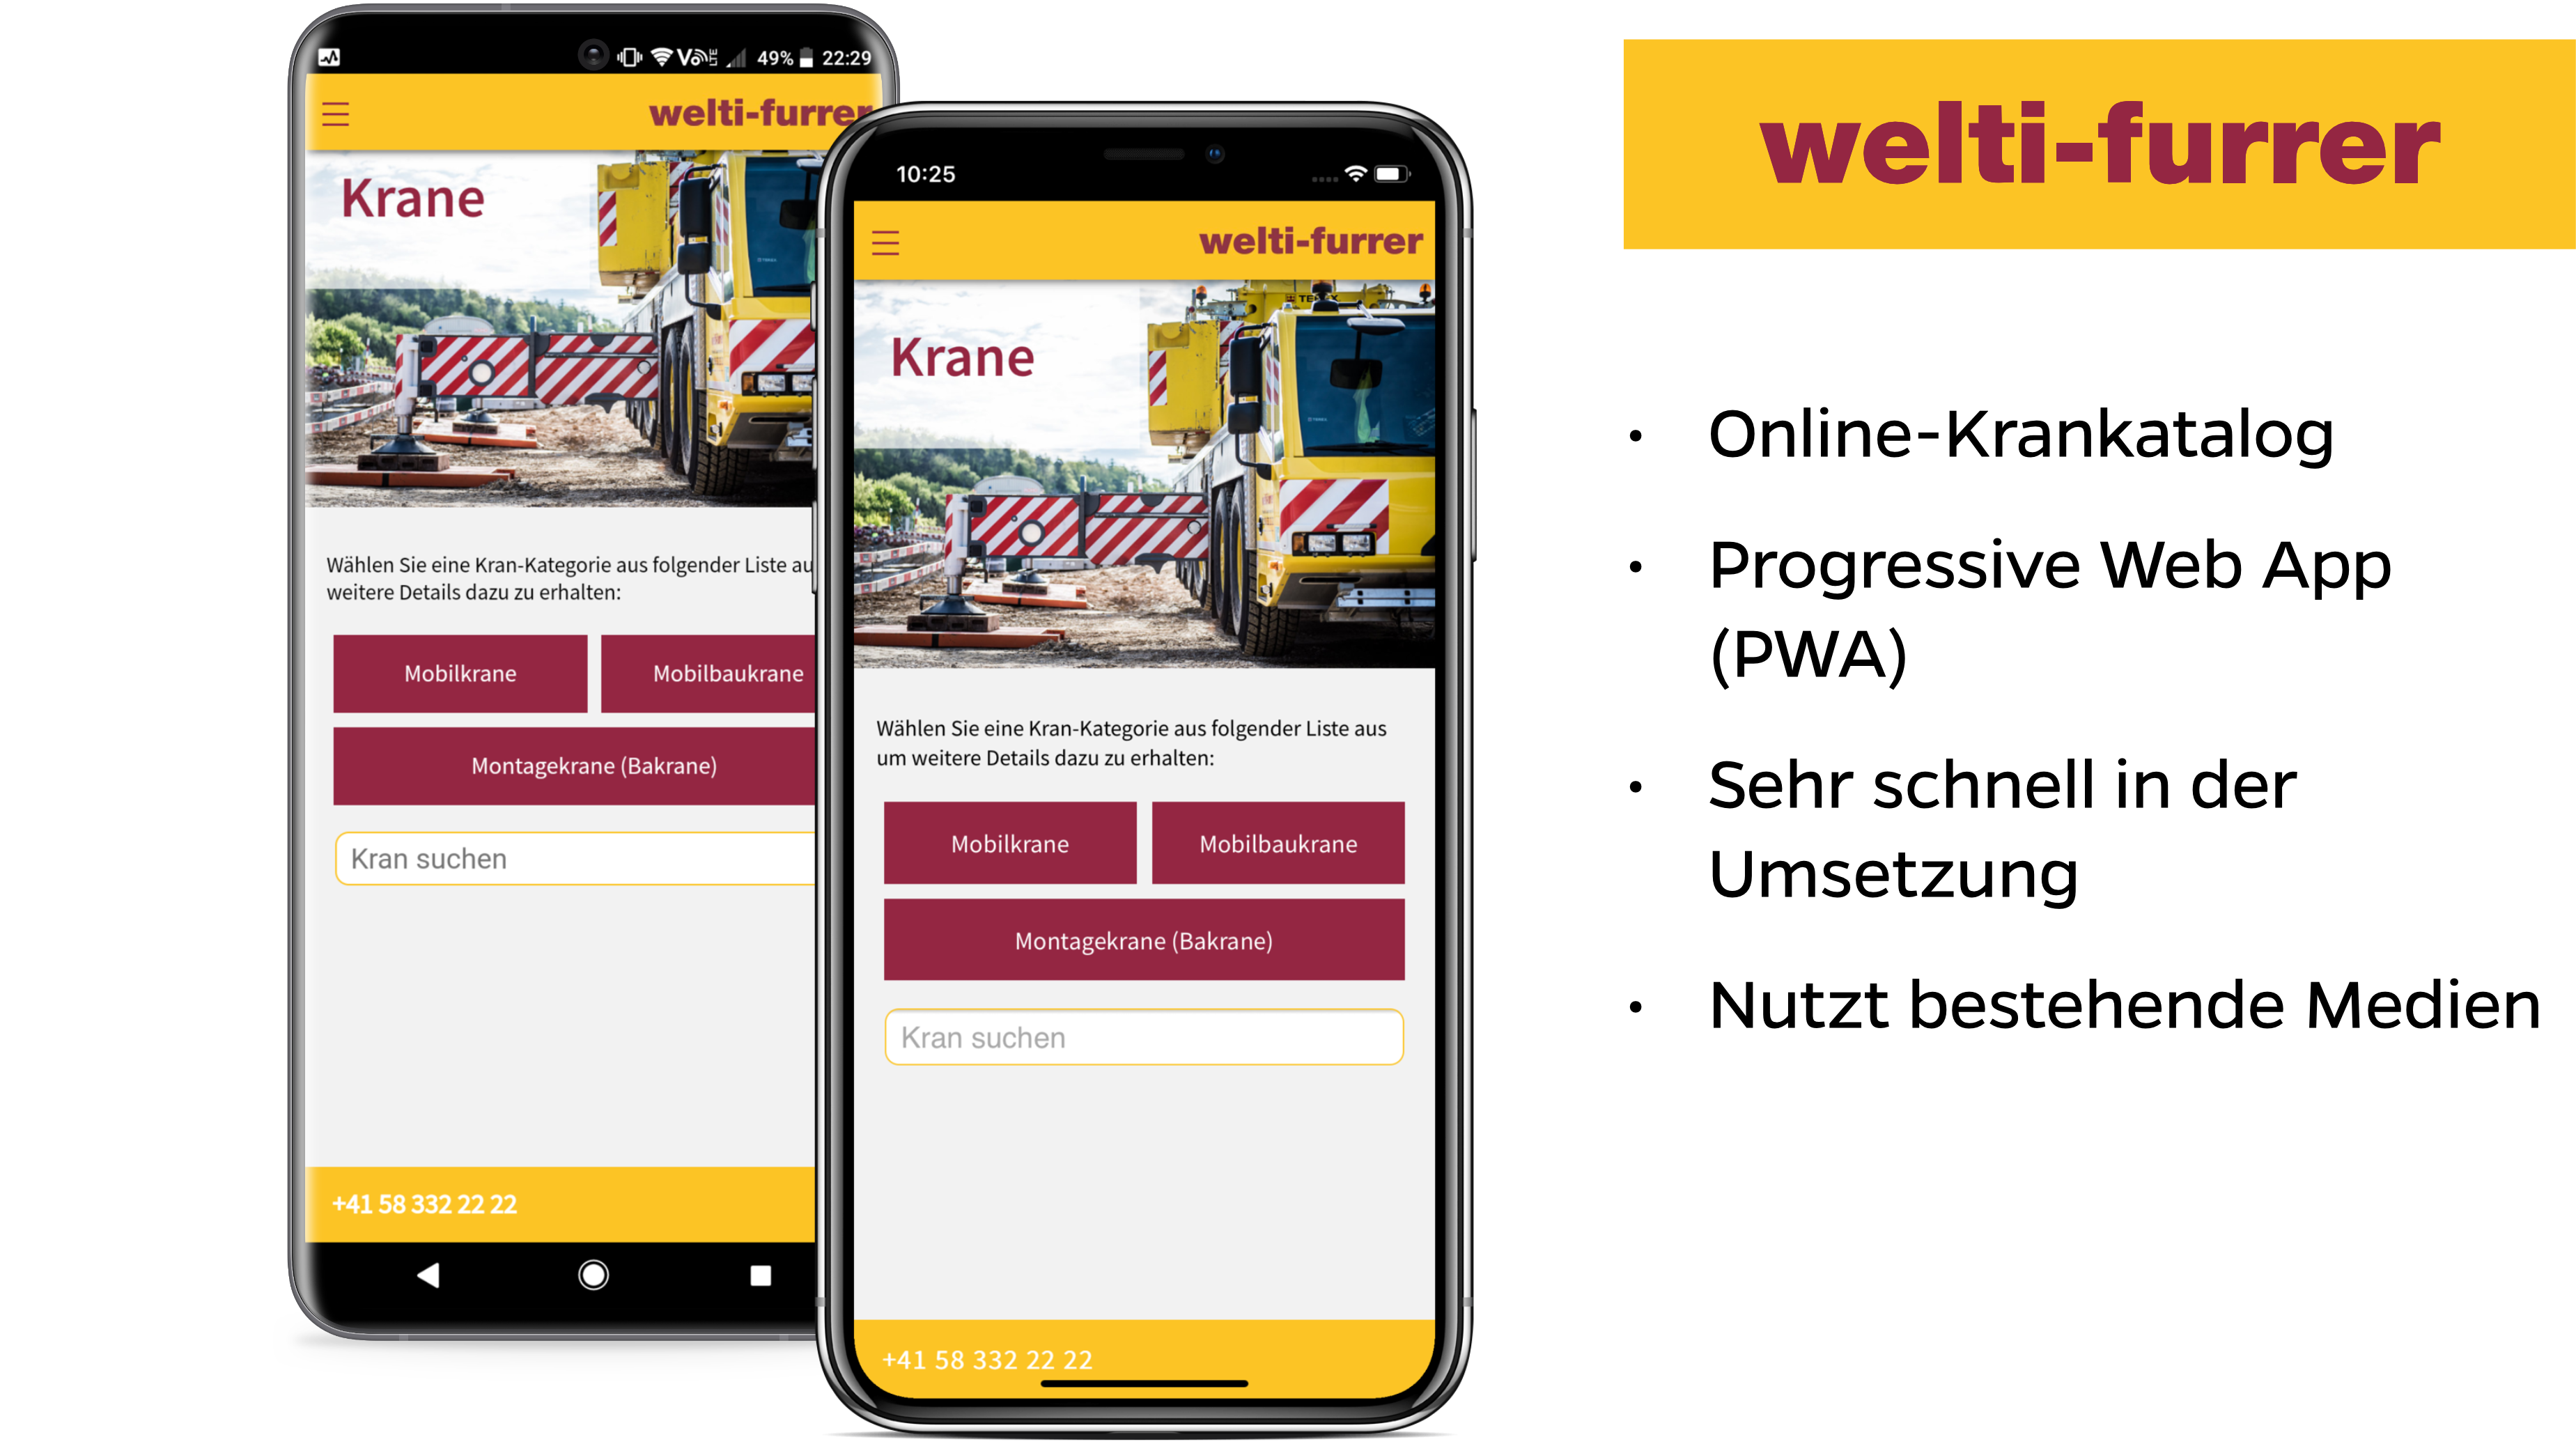 49% 22:29
welti-furrer
Krane
Wählen Sie eine Kran-Kategorie aus folgender Liste
weitere Details dazu zu erhalten:
Mobilkrane
Mobilbaukrane
Montagekrane (Bakrane)
Kran suchen
+41 58 332 22 22
10:25
welti-furrer
TEREX
Krane
Wählen Sie eine Kran-Kategorie aus folgender Liste aus
um weitere Details dazu zu erhalten:
Mobilkrane
Mobilbaukrane
Montagekrane (Bakrane)
Kran suchen
+41 58 332 22 22
welti-furrer
• Online-Krankatalog
• Progressive Web App
(PWA)
• Sehr schnell in der
Umsetzung
• Nutzt bestehende Medien